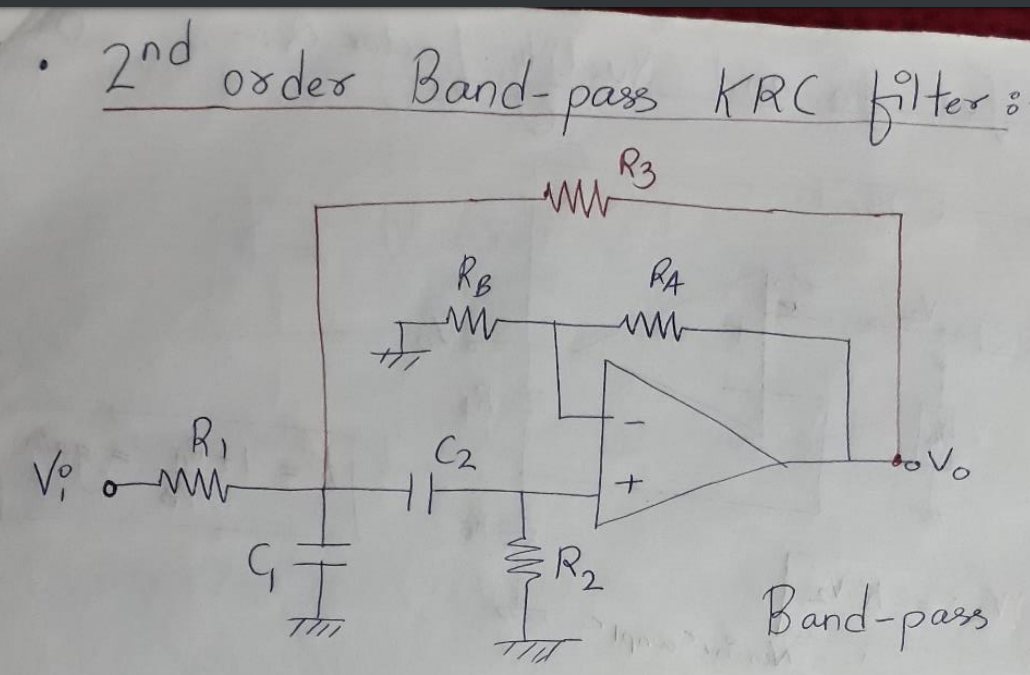 · 2nd order Band-pass KRC filter:
R3
RB
RA
R1
C2
Vi
-
Vo
+
C1
R2
Band-pass